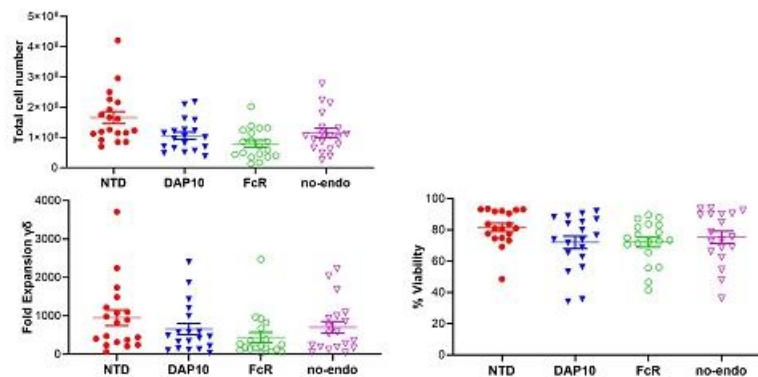 Total cell number
5×10⁸
4×10⁸
3×10⁸
2×10⁸
1×10⁸
0
NTD DAP10 FcR no-endo
Fold Expansion γδ
4000
3000
2000
1000
0
NTD DAP10 FcR no-endo
% Viability
100
80
60
40
20
0
NTD DAP10 FcR no-endo